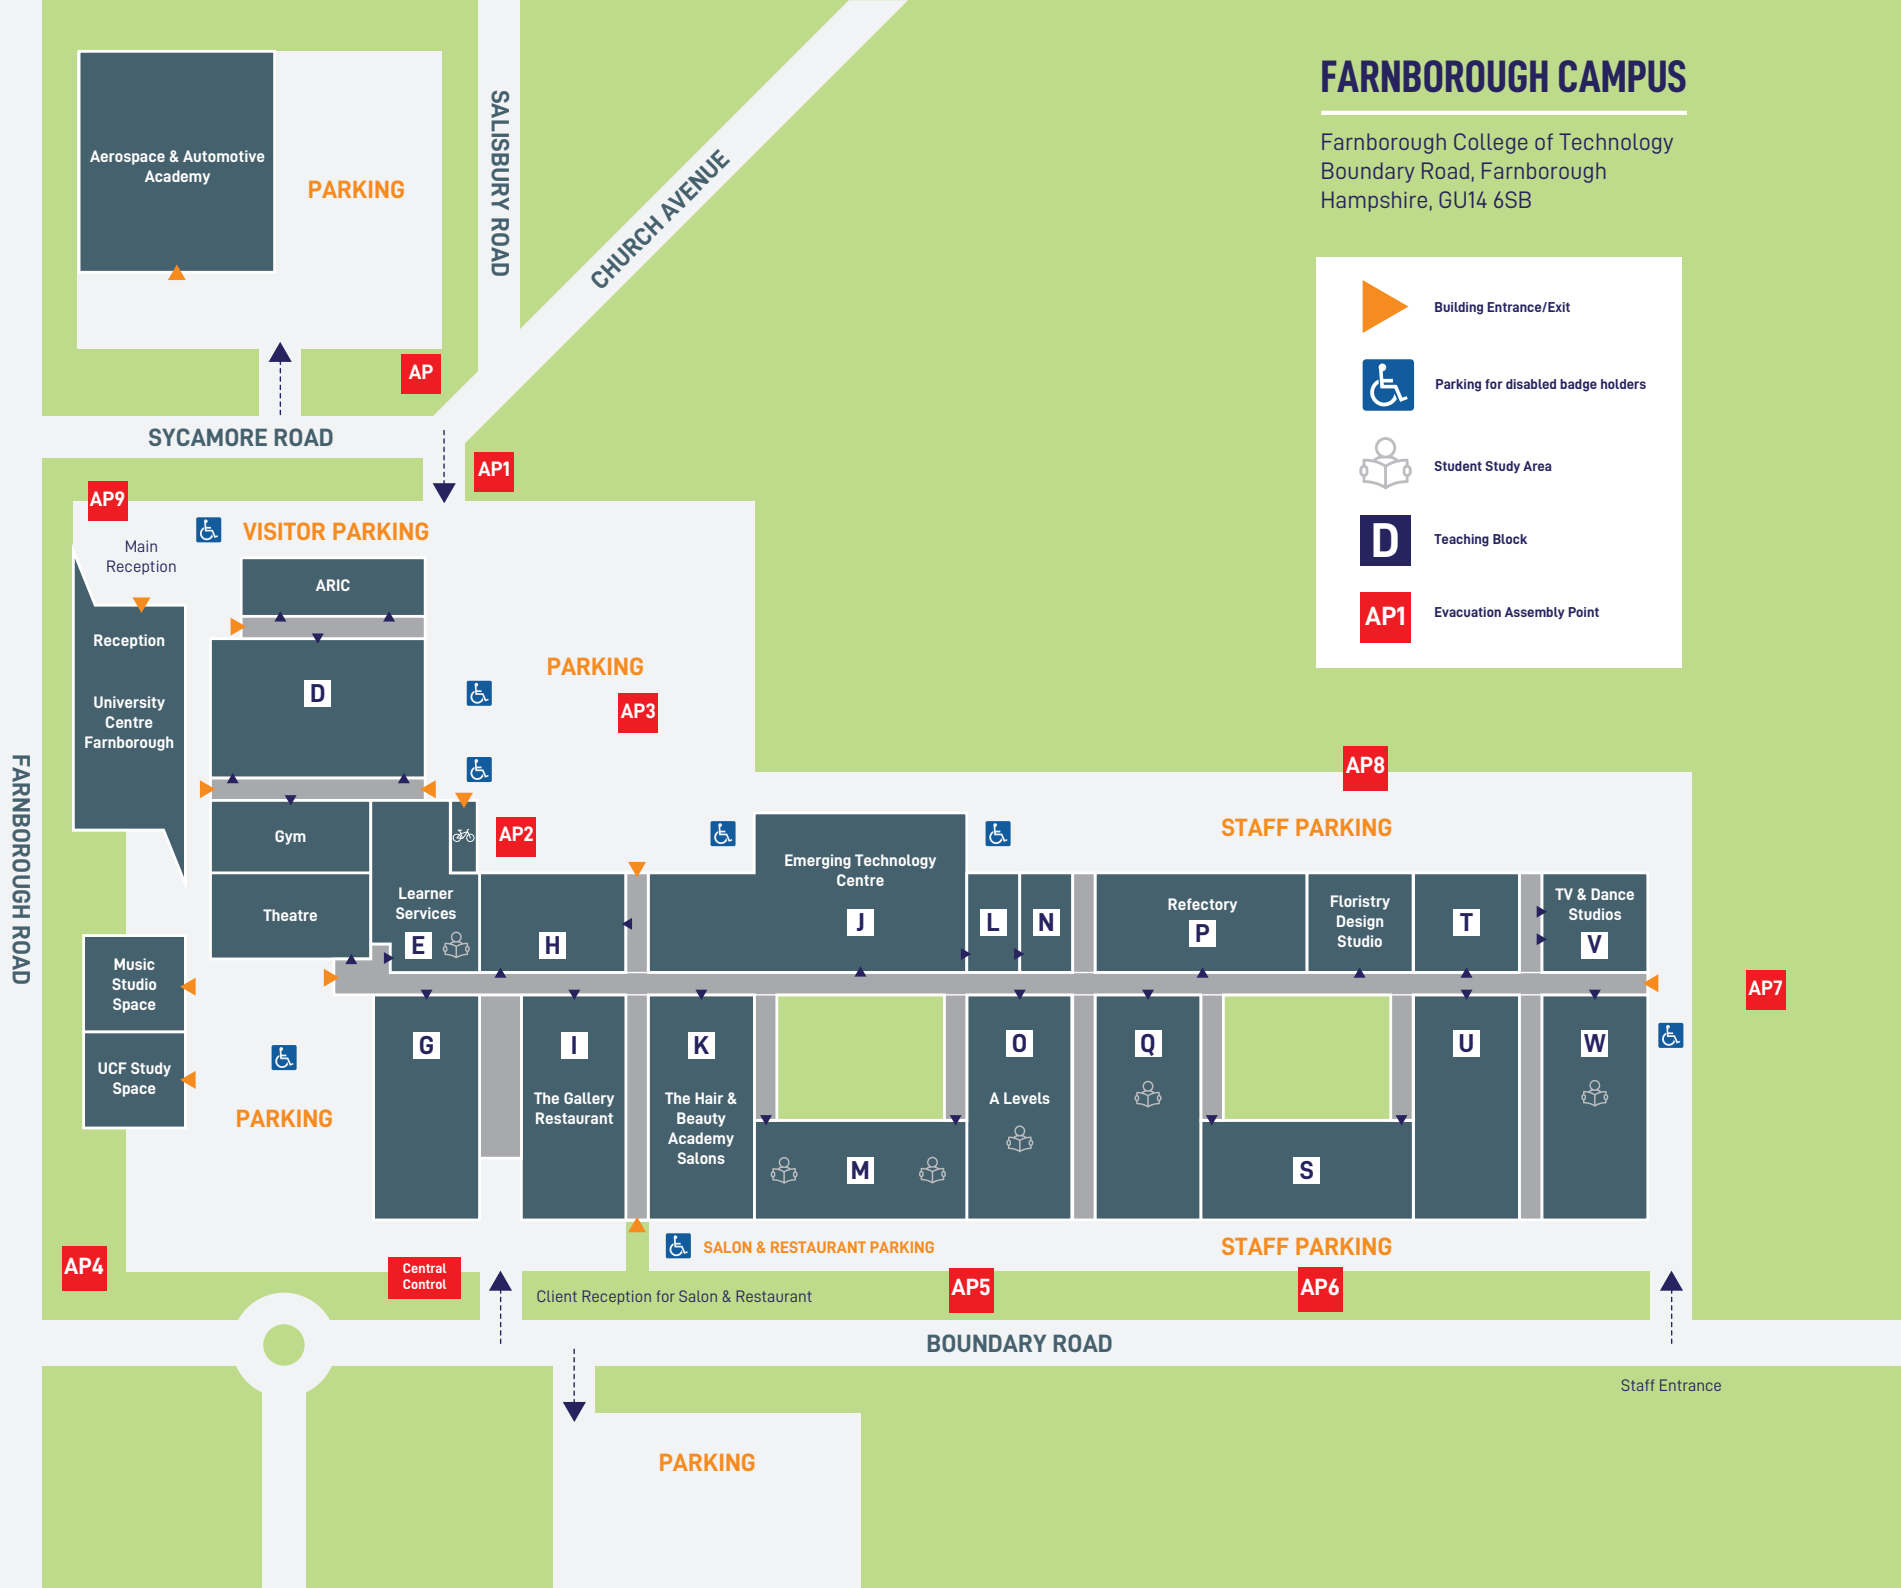 FARNBOROUGH CAMPUS
Farnborough College of Technology
Boundary Road, Farnborough
Hampshire, GU14 6SB
Building Entrance/Exit
Parking for disabled badge holders
Student Study Area
D
Teaching Block
AP1
Evacuation Assembly Point
Aerospace & Automotive
Academy
PARKING
SALISBURY ROAD
CHURCH AVENUE
AP
SYCAMORE ROAD
AP1
AP9
VISITOR PARKING
Main
Reception
ARIC
Reception
University
Centre
Farnborough
D
PARKING
AP3
FARNBOROUGH ROAD
AP2
AP8
STAFF PARKING
Gym
Theatre
Learner
Services
E
H
Emerging Technology
Centre
J
L
N
Refectory
P
Floristry
Design
Studio
T
TV & Dance
Studios
V
AP7
Music
Studio
Space
UCF Study
Space
PARKING
G
I
The Gallery
Restaurant
K
The Hair &
Beauty
Academy
Salons
M
O
A Levels
Q
S
U
W
AP4
Central
Control
SALON & RESTAURANT PARKING
STAFF PARKING
Client Reception for Salon & Restaurant
AP5
AP6
BOUNDARY ROAD
Staff Entrance
PARKING